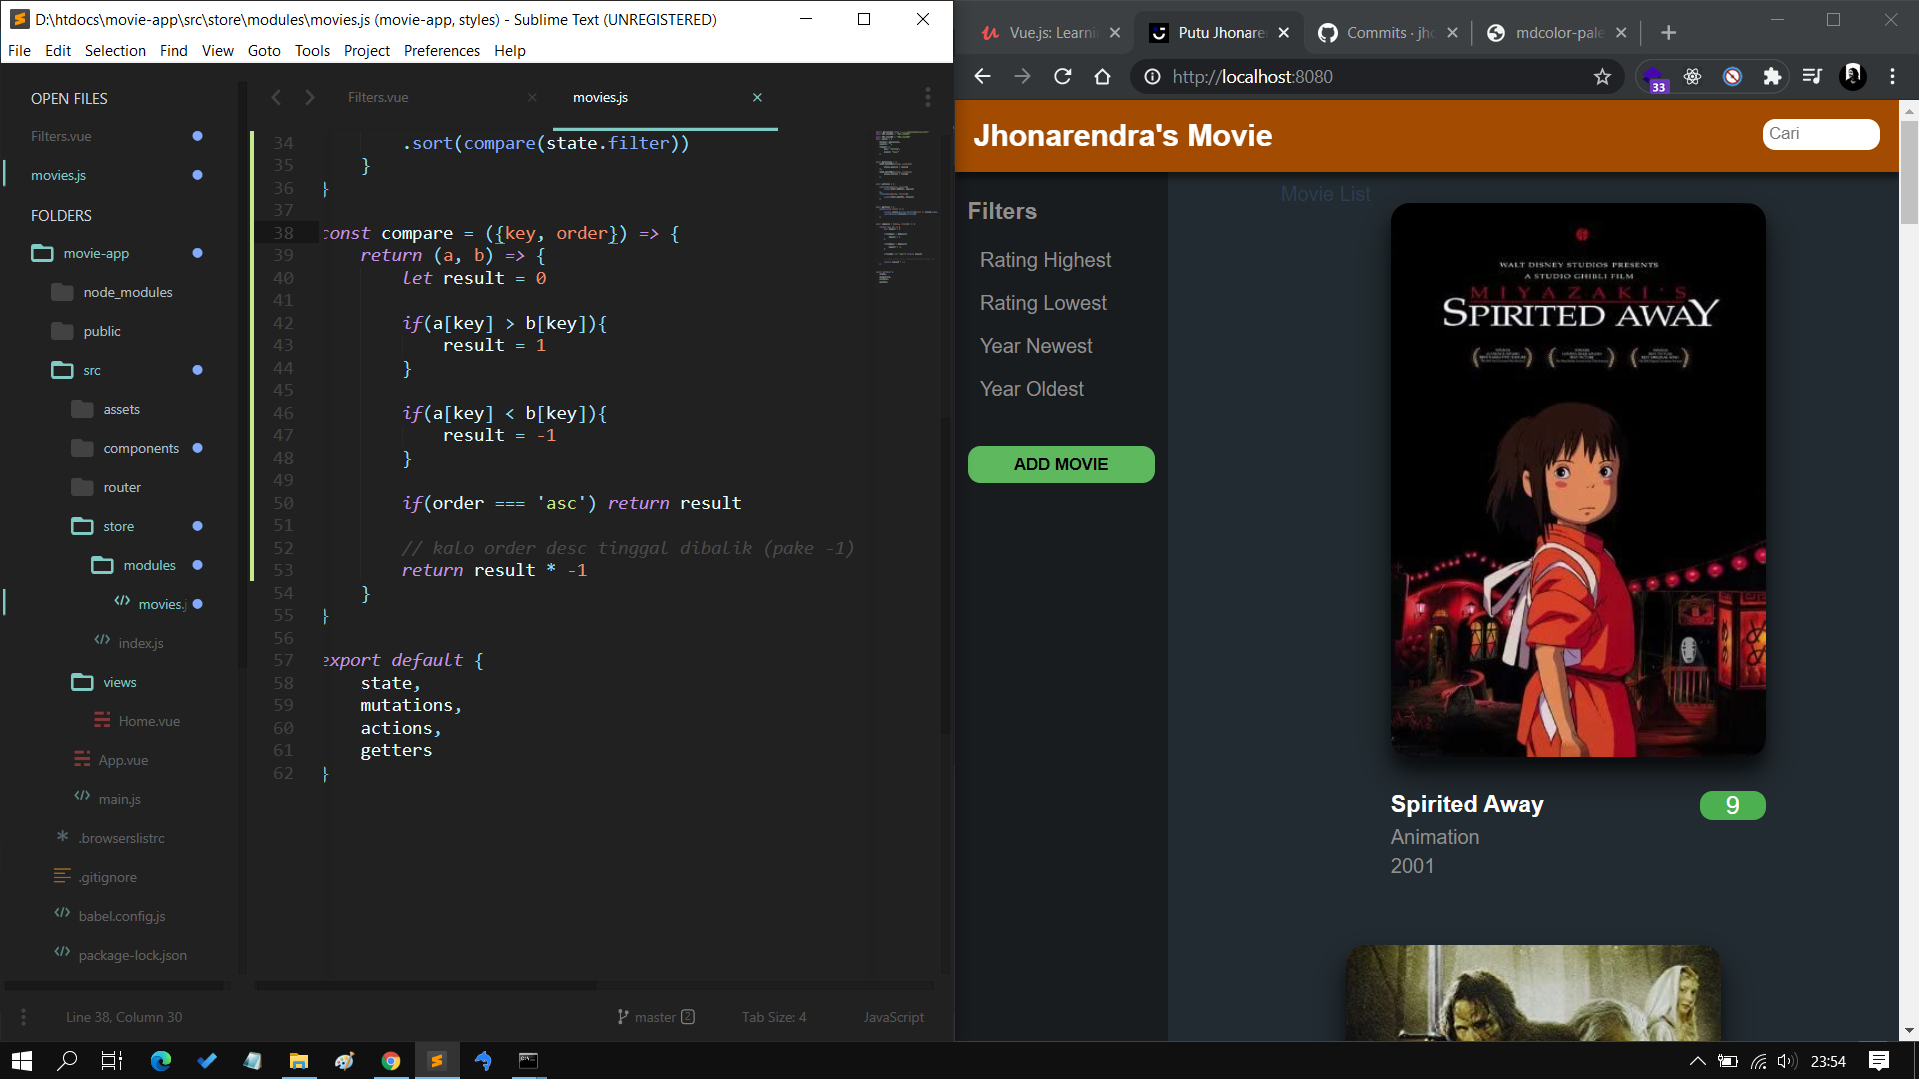 D:\htdocs\movie-app\src\store\modules\movies.js (movie-app, styles) - Sublime Text (UNREGISTERED)
File Edit Selection Find View Goto Tools Project Preferences Help
OPEN FILES
Filters.vue
movies.js
FOLDERS
movie-app
node_modules
public
src
assets
components
router
store
modules
movies.j
index.js
views
Home.vue
App.vue
main.js
.browserslistrc
.gitignore
babel.config.js
package-lock.json
Filters.vue
movies.js
34 .sort(compare(state.filter))
35 }
36 }
37
38 const compare = ({key, order}) => {
39 return (a, b) => {
40 let result = 0
41
42 if(a[key] > b[key]){
43 result = 1
44 }
45
46 if(a[key] < b[key]){
47 result = -1
48 }
49
50 if(order === 'asc') return result
51
52 // kalo order desc tinggal dibalik (pake -1)
53 return result * -1
54 }
55 }
56
57 export default {
58 state,
59 mutations,
60 actions,
61 getters
62 }
Line 38, Column 30
master 2
Tab Size: 4
JavaScript
Vue.js: Learni
Putu Jhonare
Commits · jh
mdcolor-pale
http://localhost:8080
33
Jhonarendra's Movie
Cari
Filters
Rating Highest
Rating Lowest
Year Newest
Year Oldest
ADD MOVIE
Movie List
WALT DISNEY STUDIOS PRESENTS
A STUDIO GHIBLI FILM
MIYAZAKI'S
SPIRITED AWAY
Spirited Away
9
Animation
2001
23:54